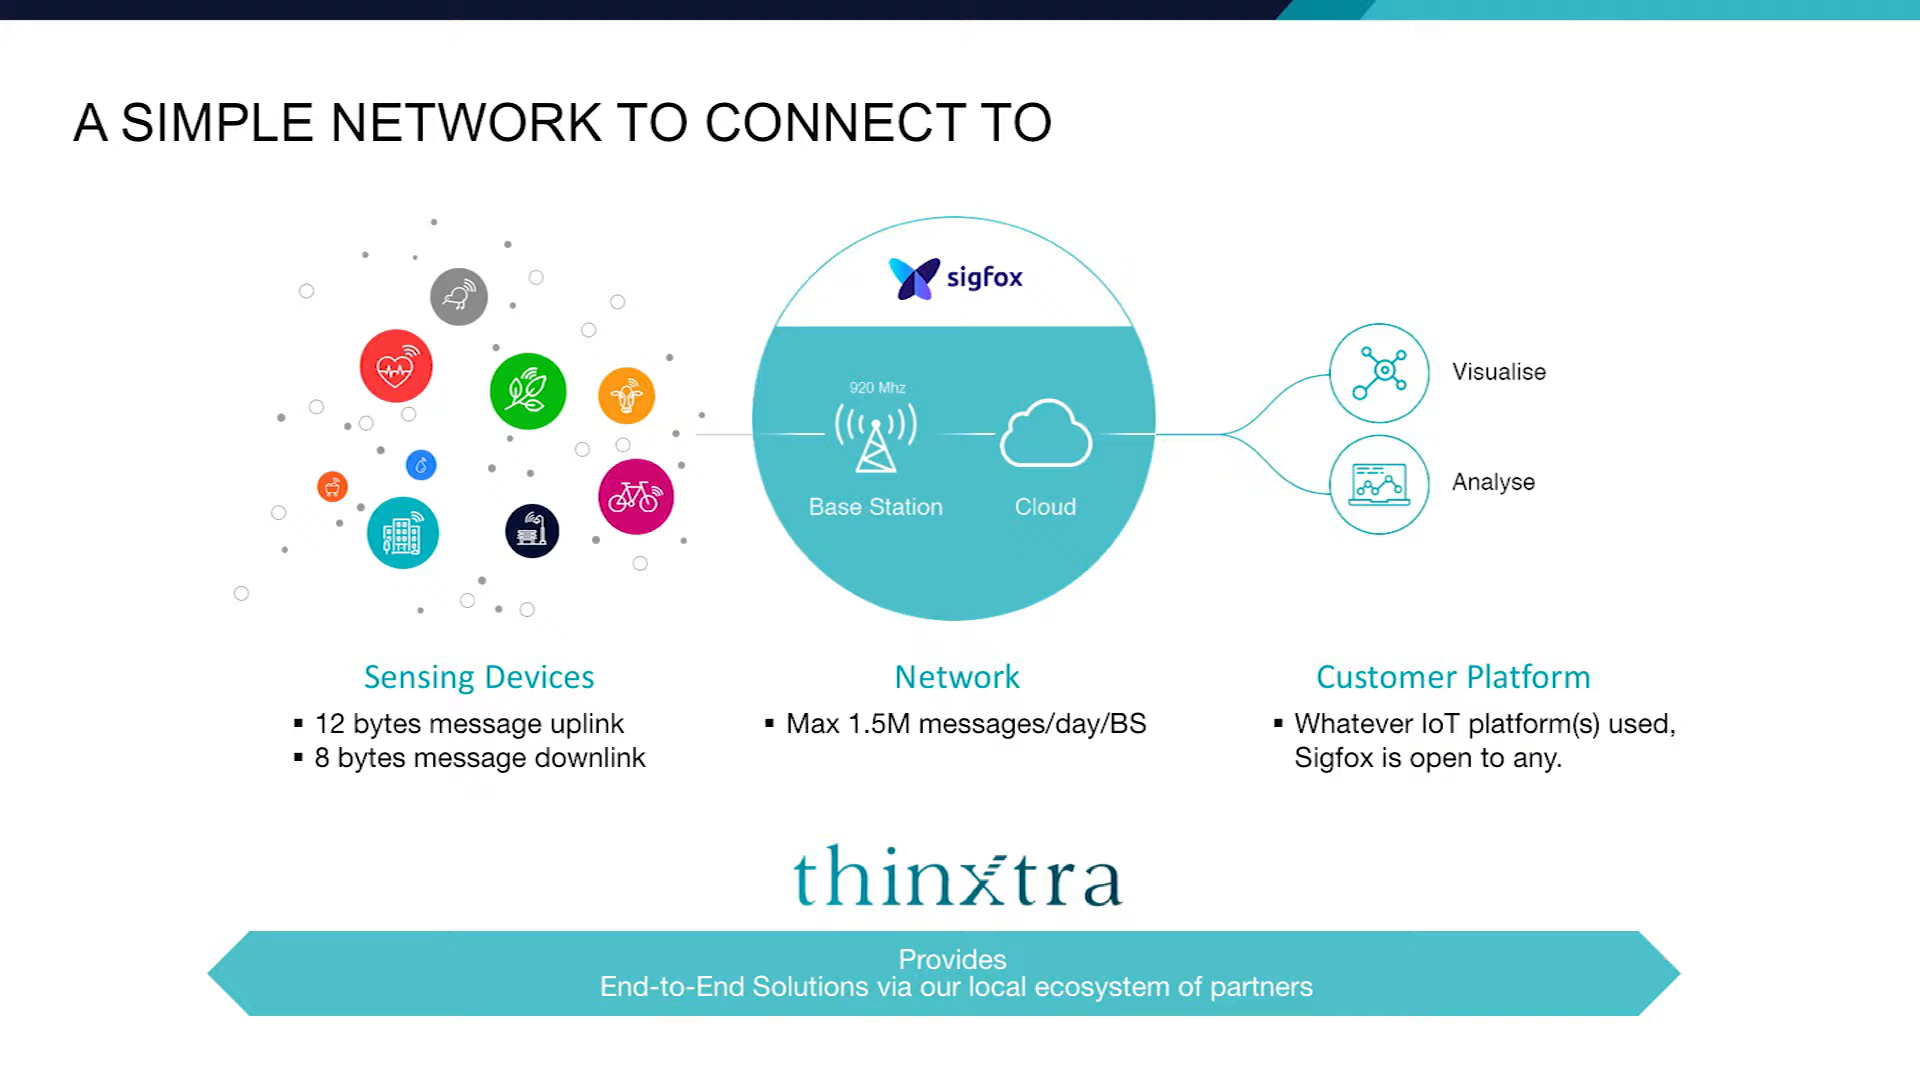 A SIMPLE NETWORK TO CONNECT TO
sigfox
920 Mhz
Base Station
Cloud
Visualise
Analyse
Sensing Devices
▪ 12 bytes message uplink
▪ 8 bytes message downlink
Network
▪ Max 1.5M messages/day/BS
Customer Platform
▪ Whatever IoT platform(s) used,
Sigfox is open to any.
thinxtra
Provides
End-to-End Solutions via our local ecosystem of partners